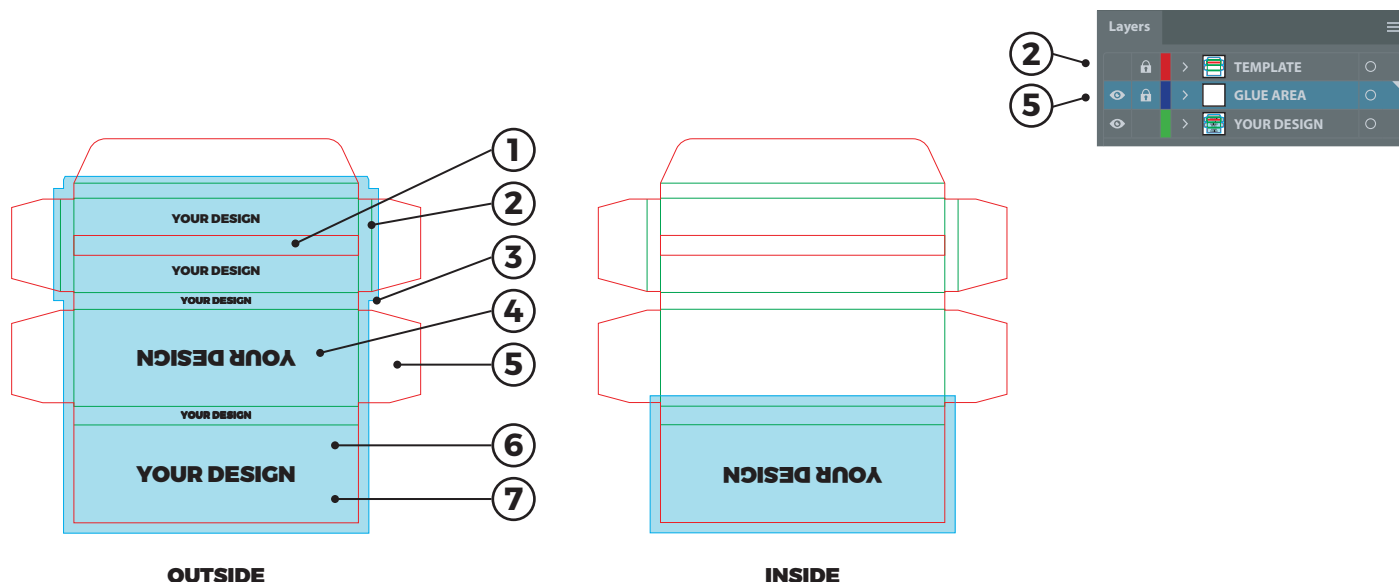 Layers
2
TEMPLATE
5
GLUE AREA
YOUR DESIGN
1
2
3
4
5
6
7
YOUR DESIGN
YOUR DESIGN
YOUR DESIGN
YOUR DESIGN
YOUR DESIGN
YOUR DESIGN
YOUR DESIGN
OUTSIDE
INSIDE